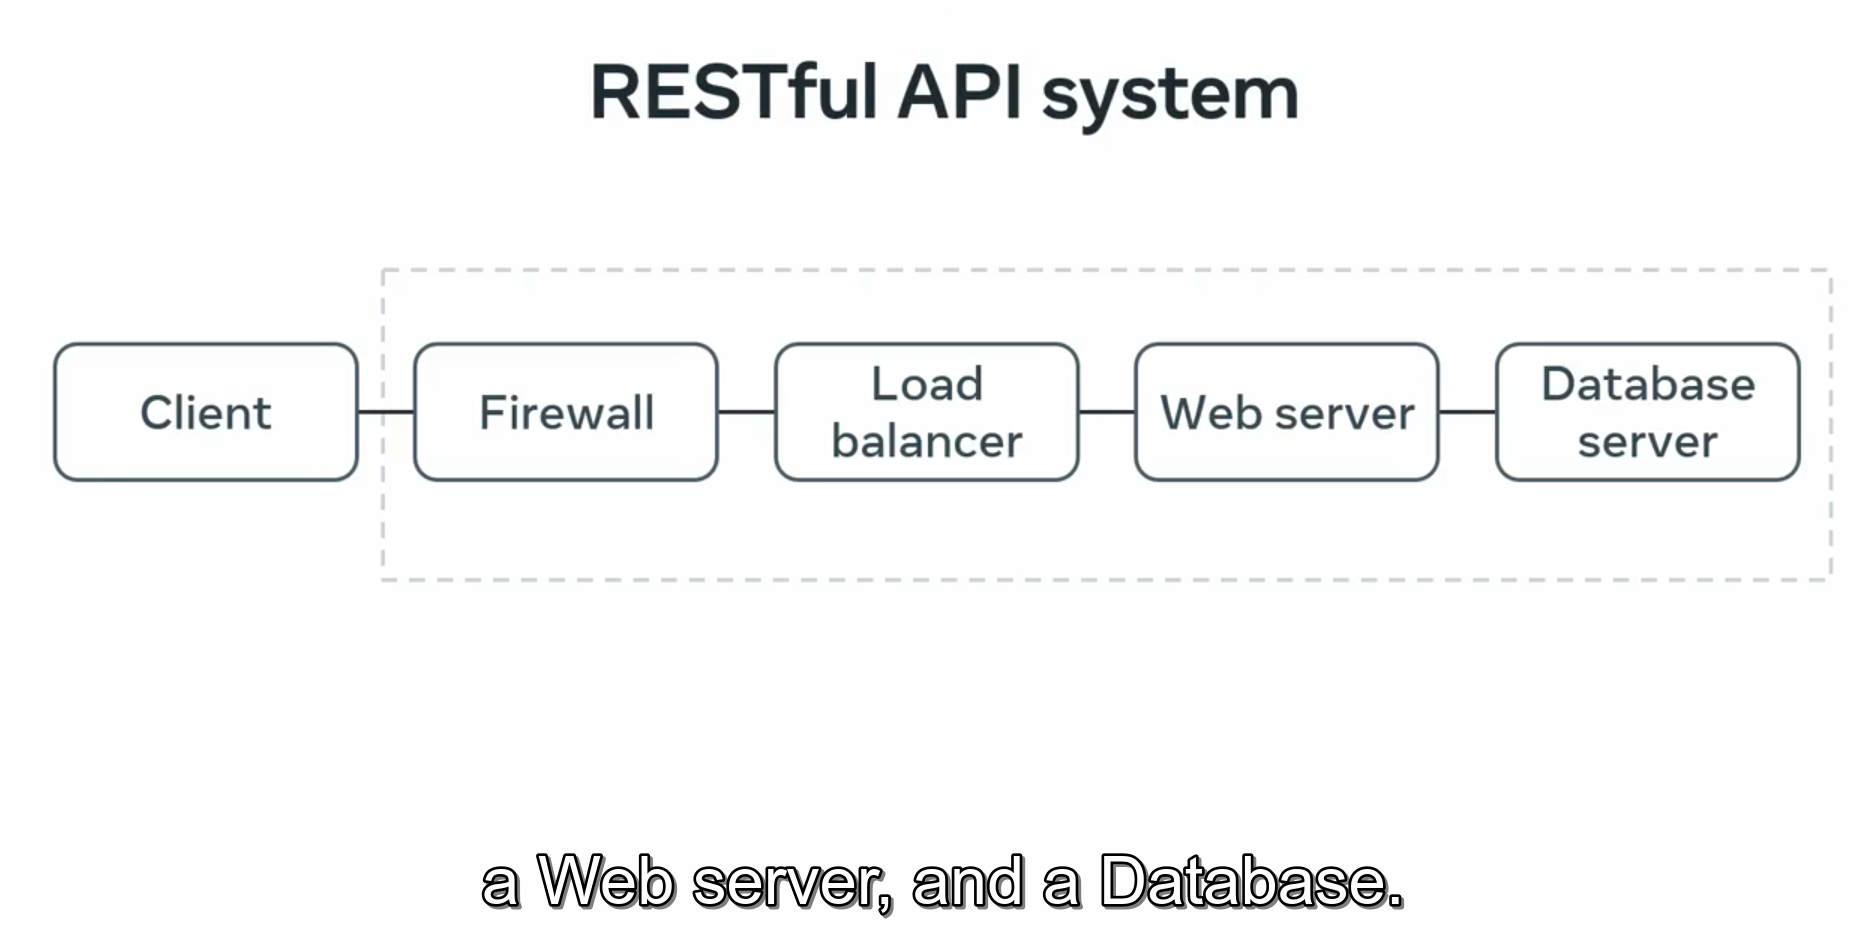 RESTful API system
Client
Firewall
Load
balancer
Web server
Database
server
a Web server, and a Database.